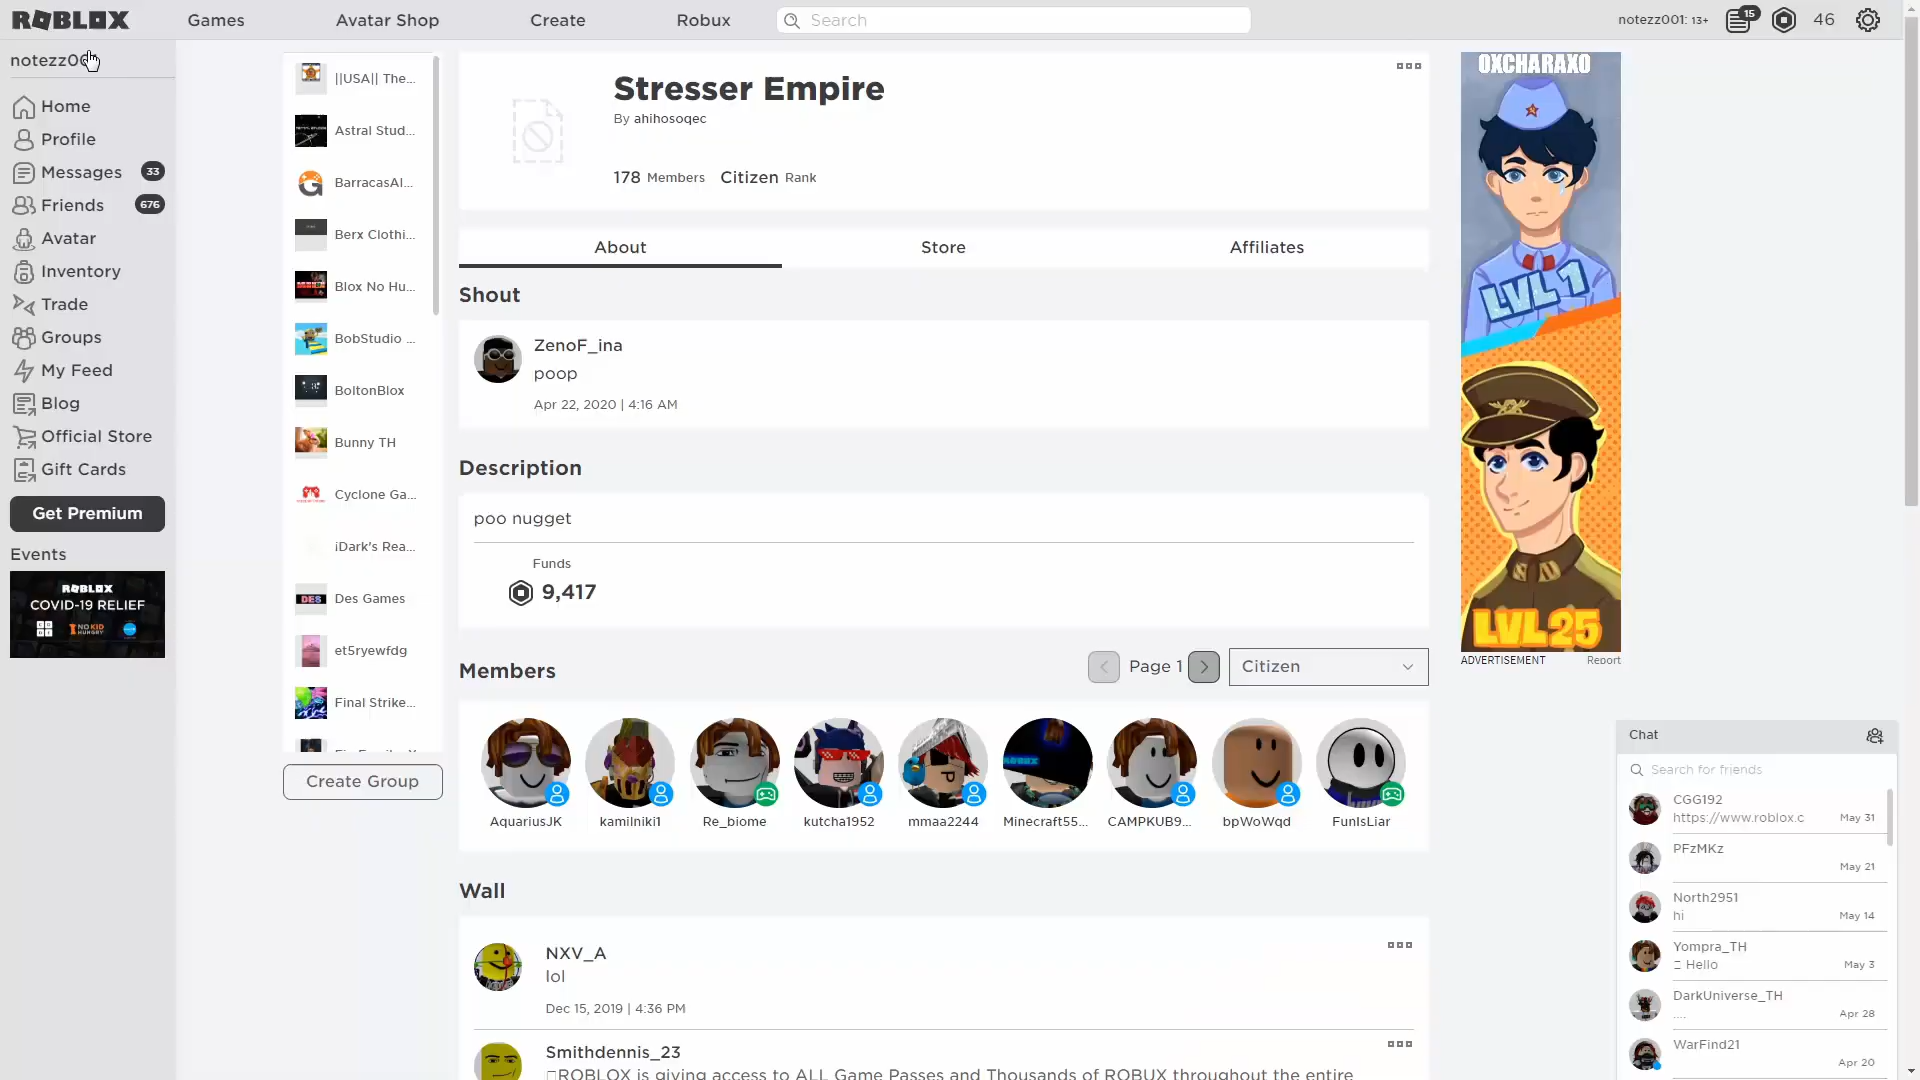 ROBLOX
Games
Avatar Shop
Create
Robux
Search
notezz001: 13+
15
46
notezz00
Home
Profile
Messages
33
Friends
676
Avatar
Inventory
Trade
Groups
My Feed
Blog
Official Store
Gift Cards
Get Premium
Events
ROBLOX
COVID-19 RELIEF
NO KID
HUNGRY
||USA|| The...
Astral Stud...
BarracasAl...
Berx Clothi...
Blox No Hu...
BobStudio ...
BoltonBlox
Bunny TH
Cyclone Ga...
iDark's Rea...
DES
Des Games
et5ryewfdg
Final Strike...
Create Group
Stresser Empire
By ahihosoqec
178 Members
Citizen Rank
About
Store
Affiliates
Shout
ZenoF_ina
poop
Apr 22, 2020 | 4:16 AM
Description
poo nugget
Funds
9,417
Members
Page 1
Citizen
AquariusJK
kamilniki1
Re_biome
kutcha1952
mmaa2244
Minecraft55...
CAMPKUB9...
bpWoWqd
FunIsLiar
Wall
NXV_A
lol
Dec 15, 2019 | 4:36 PM
Smithdennis_23
ROBLOX is giving access to ALL Game Passes and Thousands of ROBUX throughout the entire
OXCHARAXO
LVL 1
LVL 25
ADVERTISEMENT
Report
Chat
Search for friends
CGG192
https://www.roblox.c
May 31
PFzMKz
May 21
North2951
hi
May 14
Yompra_TH
Hello
May 3
DarkUniverse_TH
....
Apr 28
WarFind21
Apr 20